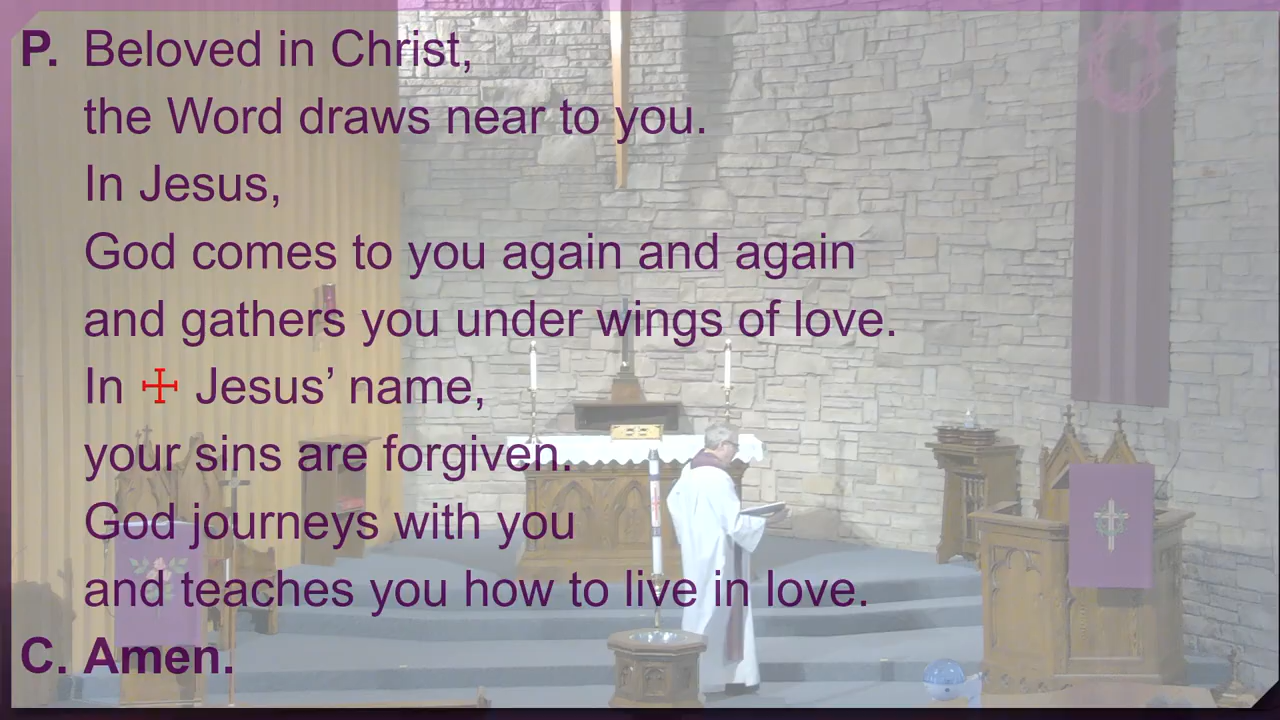 P. Beloved in Christ,
the Word draws near to you.
In Jesus,
God comes to you again and again
and gathers you under wings of love.
In ☩ Jesus’ name,
your sins are forgiven.
God journeys with you
and teaches you how to live in love.
C. Amen.